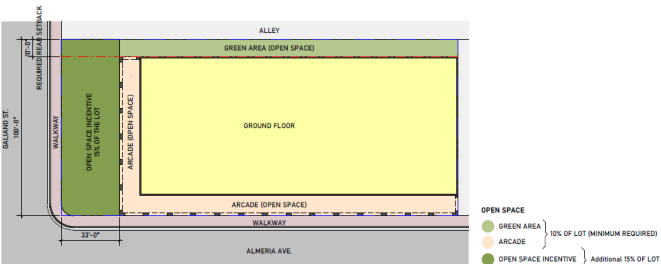 ALLEY
GREEN AREA (OPEN SPACE)
10'-0"
REQUIRED REAR SETBACK
GALIANO ST.
100'-0"
WALKWAY
OPEN SPACE INCENTIVE
15% OF THE LOT
ARCADE (OPEN SPACE)
GROUND FLOOR
ARCADE (OPEN SPACE)
WALKWAY
33'-0"
ALMERIA AVE.
OPEN SPACE
GREEN AREA
ARCADE
10% OF LOT (MINIMUM REQUIRED)
OPEN SPACE INCENTIVE
Additional 15% OF LOT